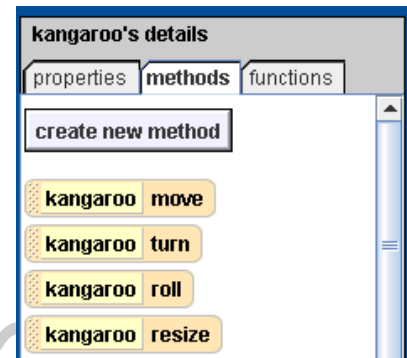 kangaroo's details
properties methods functions
create new method
kangaroo move
kangaroo turn
kangaroo roll
kangaroo resize